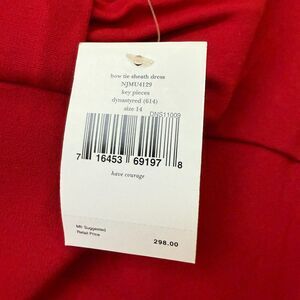 bow tie sheath dress
NJMU4129
key pieces
dynastyred (614)
size 14
DNS11009
7 16453 69197 8
have courage
Mfr Suggested
Retail Price
298.00